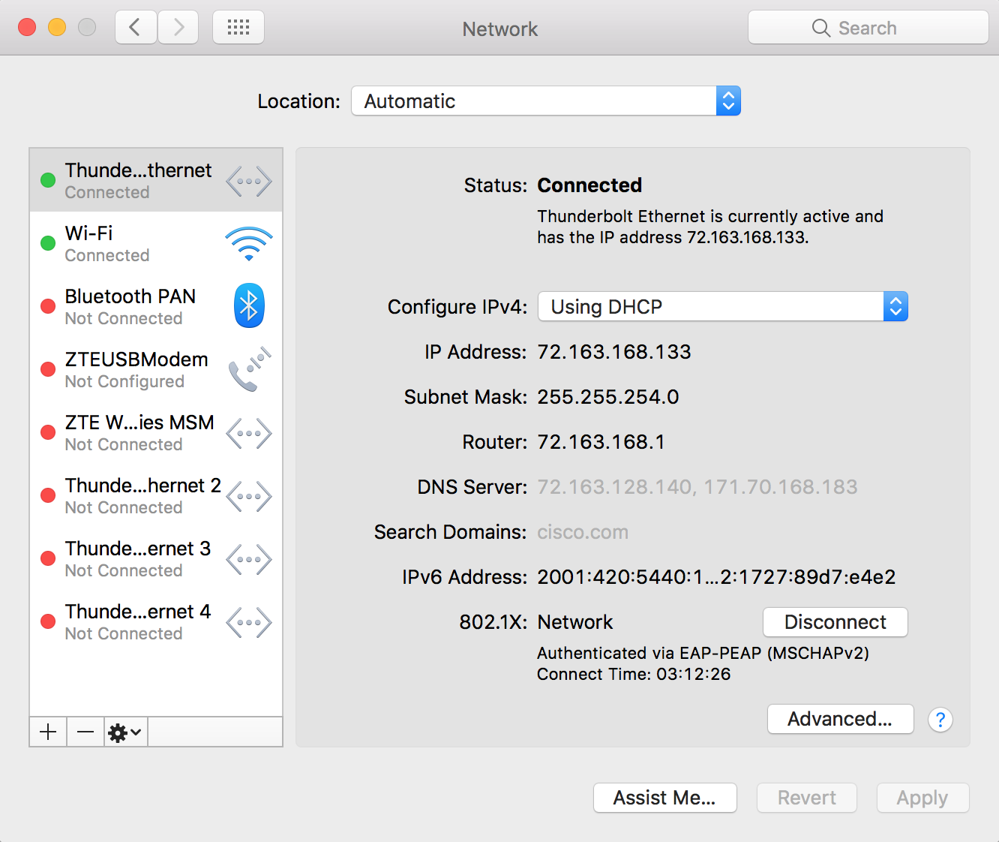 Network
Search
Location: Automatic
Thunde...thernet
Connected
Wi-Fi
Connected
Bluetooth PAN
Not Connected
ZTEUSBModem
Not Configured
ZTE W...ies MSM
Not Connected
Thunde...hernet 2
Not Connected
Thunde...ernet 3
Not Connected
Thunde...ernet 4
Not Connected
Status: Connected
Thunderbolt Ethernet is currently active and
has the IP address 72.163.168.133.
Configure IPv4: Using DHCP
IP Address: 72.163.168.133
Subnet Mask: 255.255.254.0
Router: 72.163.168.1
DNS Server: 72.163.128.140, 171.70.168.183
Search Domains: cisco.com
IPv6 Address: 2001:420:5440:1...2:1727:89d7:e4e2
802.1X: Network Disconnect
Authenticated via EAP-PEAP (MSCHAPv2)
Connect Time: 03:12:26
Advanced... ?
Assist Me... Revert Apply